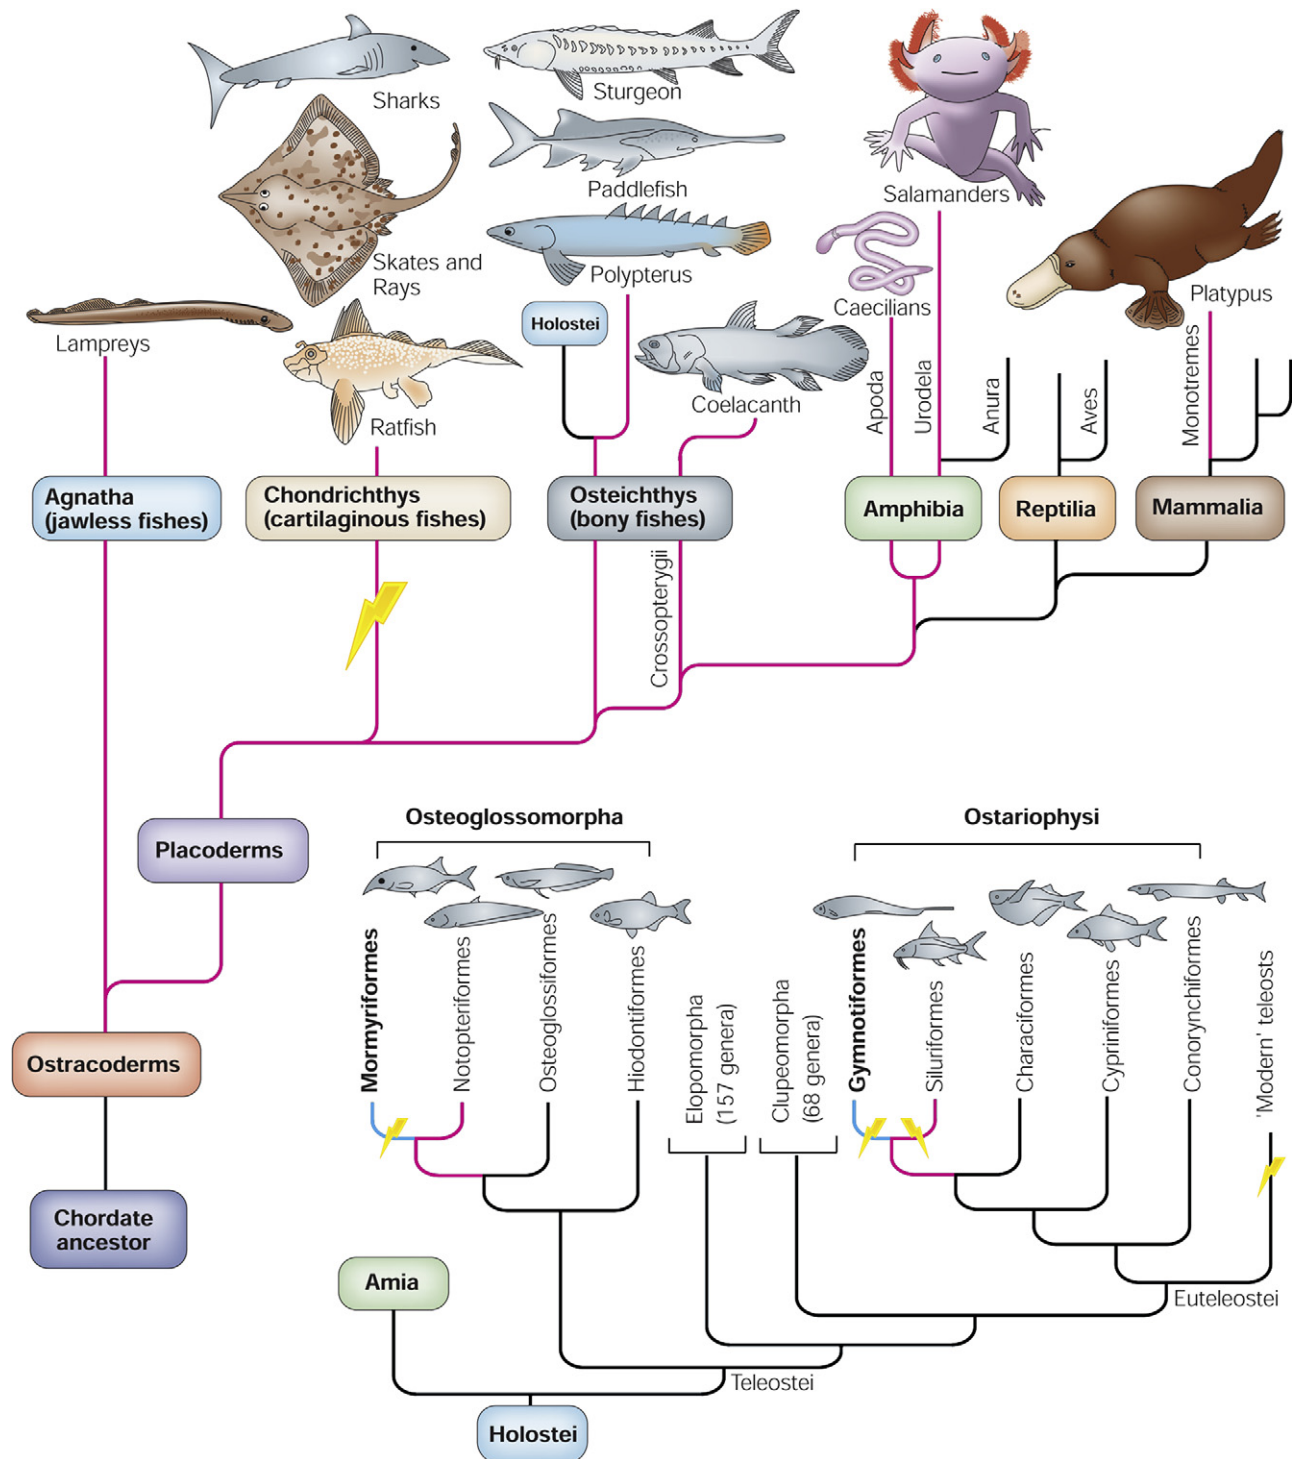 Sharks
Sturgeon
Paddlefish
Salamanders
Skates and
Rays
Polypterus
Caecilians
Platypus
Lampreys
Holostei
Ratfish
Coelacanth
Apoda
Urodela
Anura
Aves
Monotremes
Agnatha
(jawless fishes)
Chondrichthys
(cartilaginous fishes)
Osteichthys
(bony fishes)
Amphibia
Reptilia
Mammalia
Crossopterygii
Placoderms
Osteoglossomorpha
Ostariophysi
Mormyriformes
Notopteriformes
Osteoglossiformes
Hiodontiformes
Elopomorpha
(157 genera)
Clupeomorpha
(68 genera)
Gymnotiformes
Siluriformes
Characiformes
Cypriniformes
Conorynchiformes
'Modern' teleosts
Ostracoderms
Chordate
ancestor
Amia
Euteleostei
Teleostei
Holostei